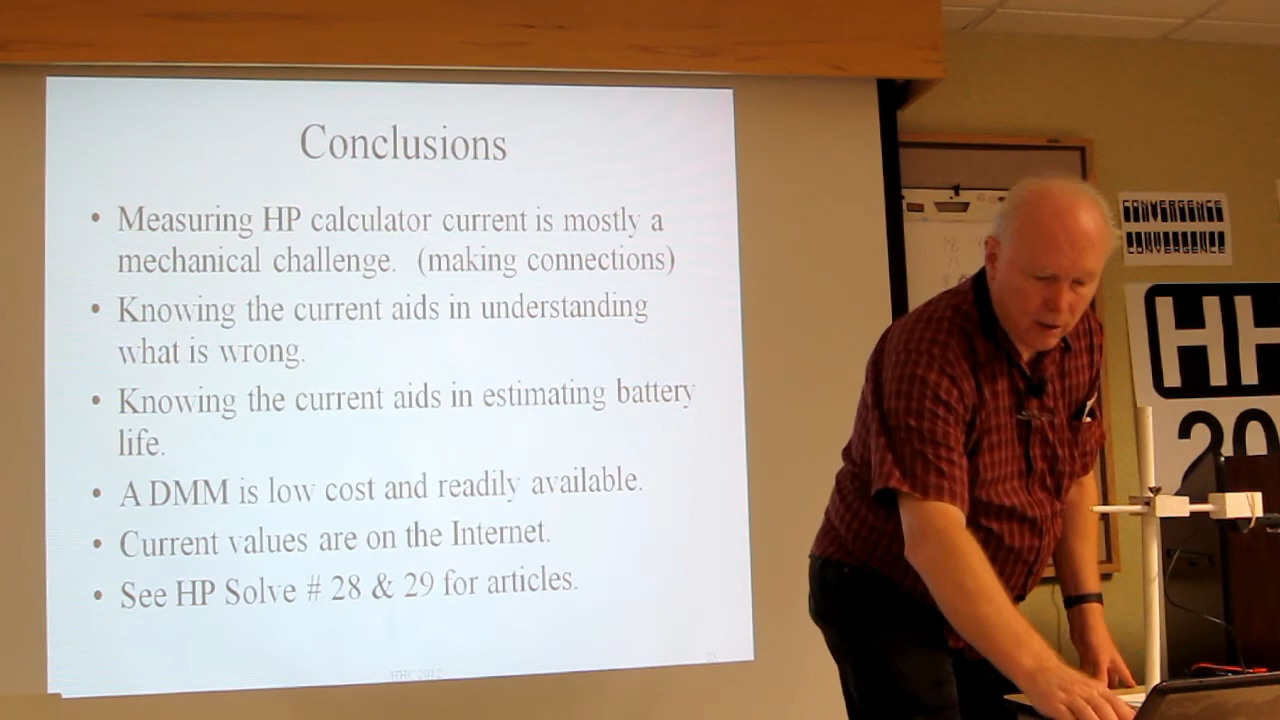 Conclusions
• Measuring HP calculator current is mostly a
mechanical challenge. (making connections)
• Knowing the current aids in understanding
what is wrong.
• Knowing the current aids in estimating battery
life.
• A DMM is low cost and readily available.
• Current values are on the Internet.
• See HP Solve # 28 & 29 for articles.
HHC 2012
CONVERGENCE
CONVERGENCE
HH
20